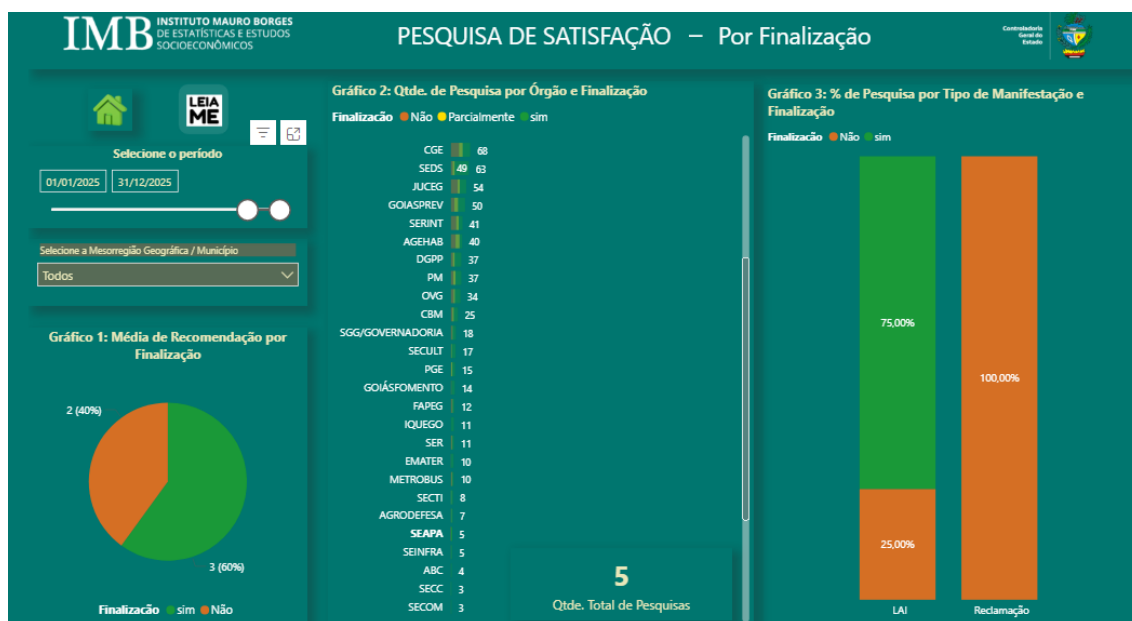 IMB INSTITUTO MAURO BORGES
DE ESTATÍSTICAS E ESTUDOS
SOCIOECONÔMICOS
PESQUISA DE SATISFAÇÃO – Por Finalização
Controladoria
Geral do
Estado
LEIA
ME
Selecione o período
01/01/2025 31/12/2025
Selecione a Mesorregião Geográfica / Município
Todos
Gráfico 1: Média de Recomendação por
Finalização
2 (40%)
3 (60%)
Finalizacão sim Não
Gráfico 2: Qtde. de Pesquisa por Órgão e Finalização
Finalizacão Não Parcialmente sim
CGE 68
SEDS 49 63
JUCEG 54
GOIASPREV 50
SERINT 41
AGEHAB 40
DGPP 37
PM 37
OVG 34
CBM 25
SGG/GOVERNADORIA 18
SECULT 17
PGE 15
GOIÁSFOMENTO 14
FAPEG 12
IQUEGO 11
SER 11
EMATER 10
METROBUS 10
SECTI 8
AGRODEFESA 7
SEAPA 5
SEINFRA 5
ABC 4
SECC 3
SECOM 3
5
Qtde. Total de Pesquisas
Gráfico 3: % de Pesquisa por Tipo de Manifestação e
Finalização
Finalizacão Não sim
75,00%
100,00%
25,00%
LAI Reclamação